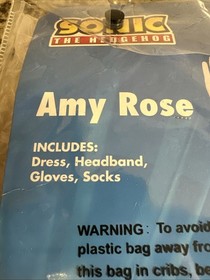 SONIC
THE HEDGEHOG
Amy Rose
INCLUDES:
Dress, Headband,
Gloves, Socks
WARNING: To avoid
plastic bag away fro
this bag in cribs, be